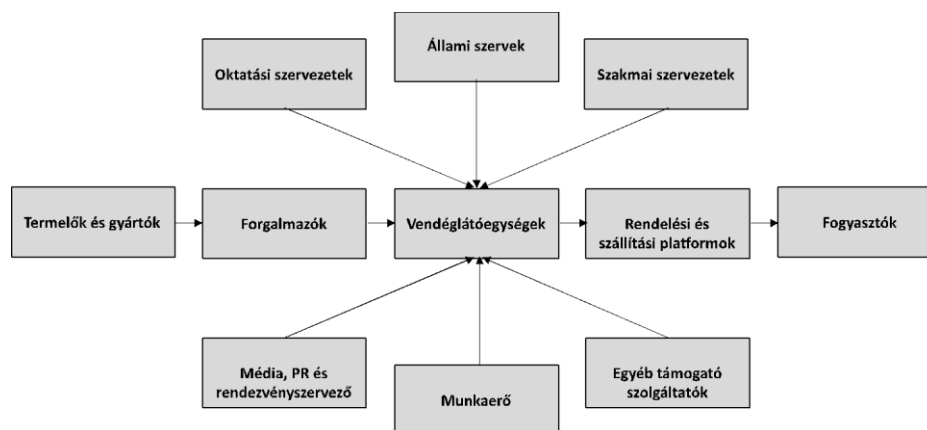 Állami szervek
Oktatási szervezetek
Szakmai szervezetek
Termelők és gyártók
Forgalmazók
Vendéglátóegységek
Rendelési és
szállítási platformok
Fogyasztók
Média, PR és
rendezvényszervező
Munkaerő
Egyéb támogató
szolgáltatók